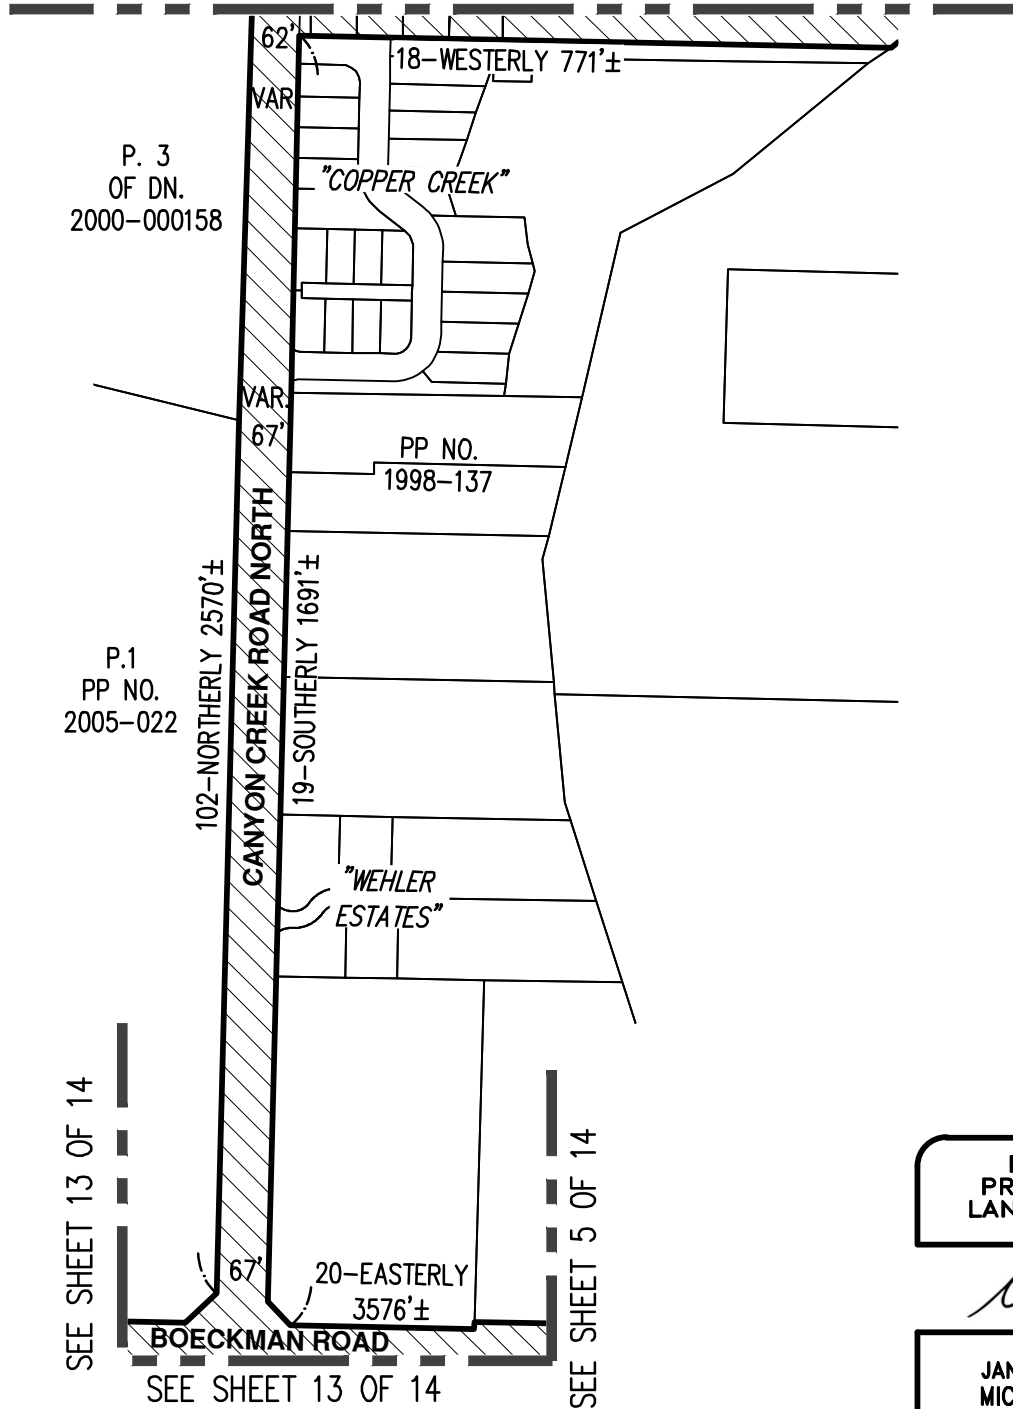 62'
18-WESTERLY 771'±
VAR
P. 3
OF DN.
2000-000158
"COPPER CREEK"
VAR.
67'
PP NO.
1998-137
CANYON CREEK ROAD NORTH
102-NORTHERLY 2570'±
19-SOUTHERLY 1691'±
P.1
PP NO.
2005-022
"WEHLER
ESTATES"
SEE SHEET 13 OF 14
SEE SHEET 5 OF 14
67'
20-EASTERLY
3576'±
BOECKMAN ROAD
SEE SHEET 13 OF 14
PR
LAN
JAN
MIC